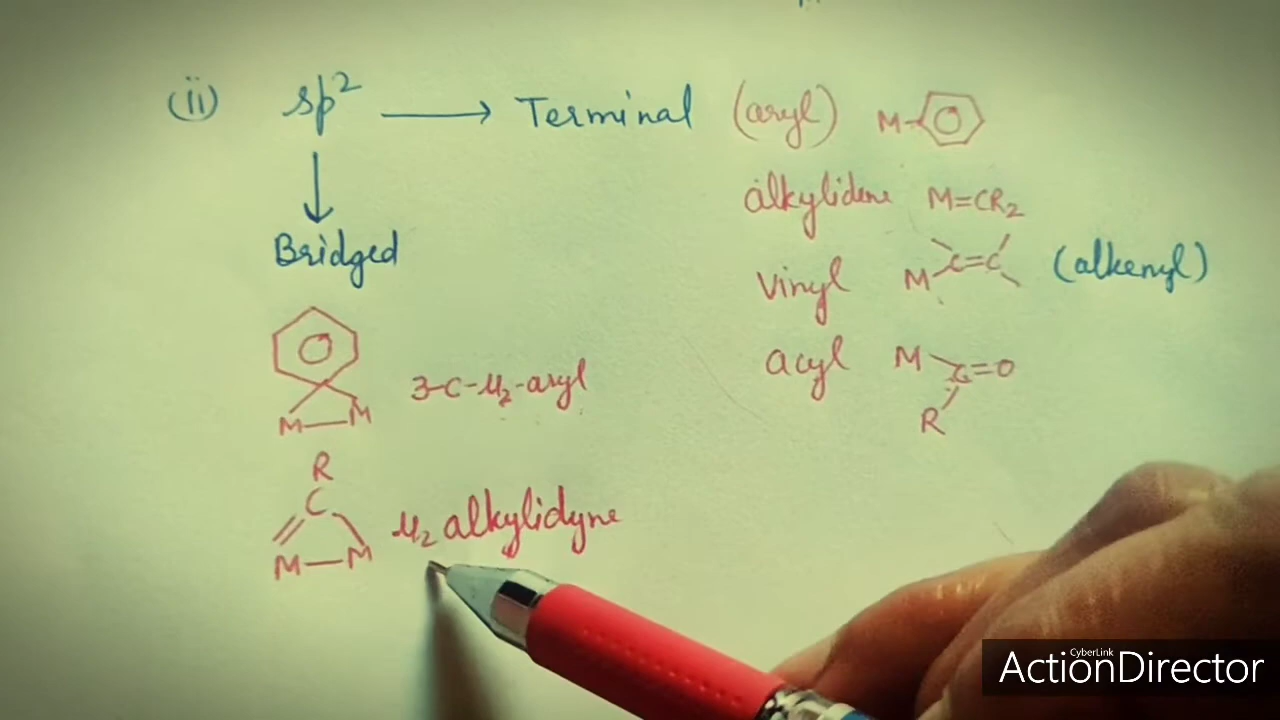 (ii) sp² → Terminal (aryl) M-
alkylidene M=CR₂
↓
Bridged
vinyl M C=C (alkenyl)
acyl M C=O
R
3-C-μ₂-aryl
M—M
R
C
μ₂ alkylidyne
M—M
CyberLink
ActionDirector